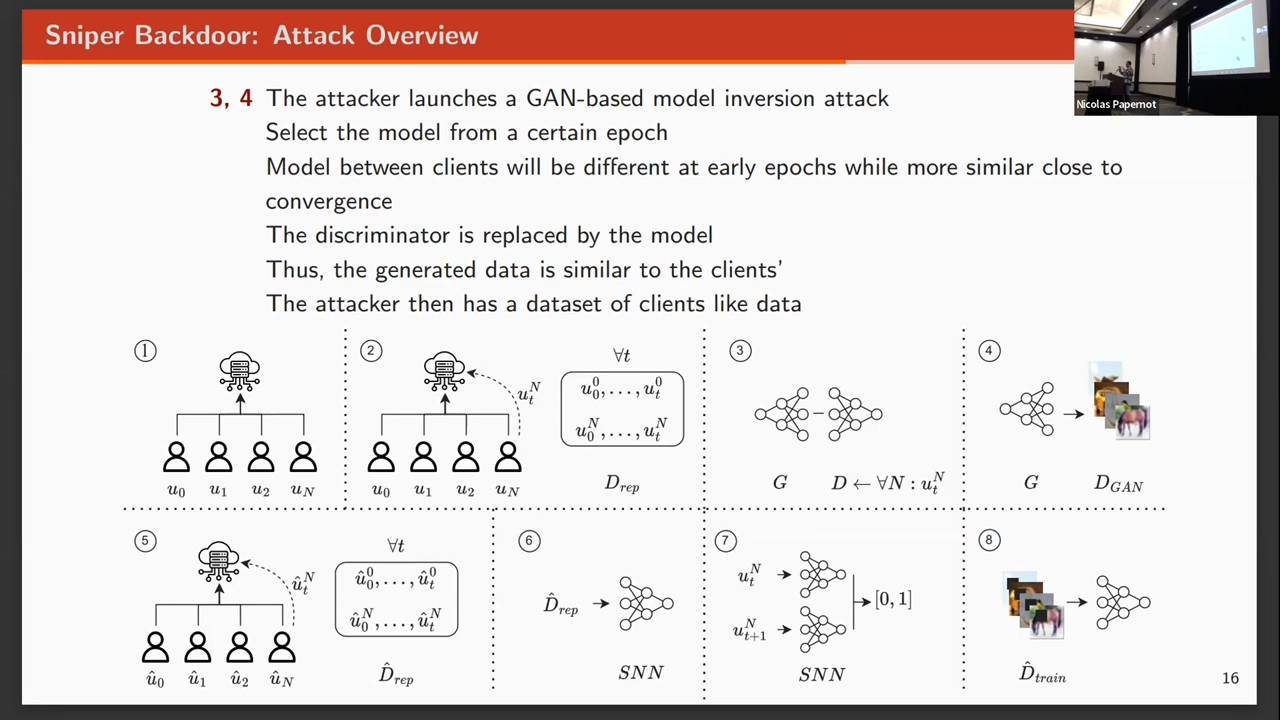 Sniper Backdoor: Attack Overview
Nicolas Papernot
3, 4 The attacker launches a GAN-based model inversion attack
Select the model from a certain epoch
Model between clients will be different at early epochs while more similar close to
convergence
The discriminator is replaced by the model
Thus, the generated data is similar to the clients'
The attacker then has a dataset of clients like data
①
u_0 u_1 u_2 u_N
②
u_t^N
u_0 u_1 u_2 u_N
∀t
u_0^0, . . . , u_t^0
u_0^N, . . . , u_t^N
D_rep
③
G D ← ∀N : u_t^N
④
G D_GAN
⑤
û_t^N
û_0 û_1 û_2 û_N
∀t
û_0^0, . . . , û_t^0
û_0^N, . . . , û_t^N
D̂_rep
⑥
D̂_rep
SNN
⑦
u_t^N
[0, 1]
u_{t+1}^N
SNN
⑧
D̂_train
16